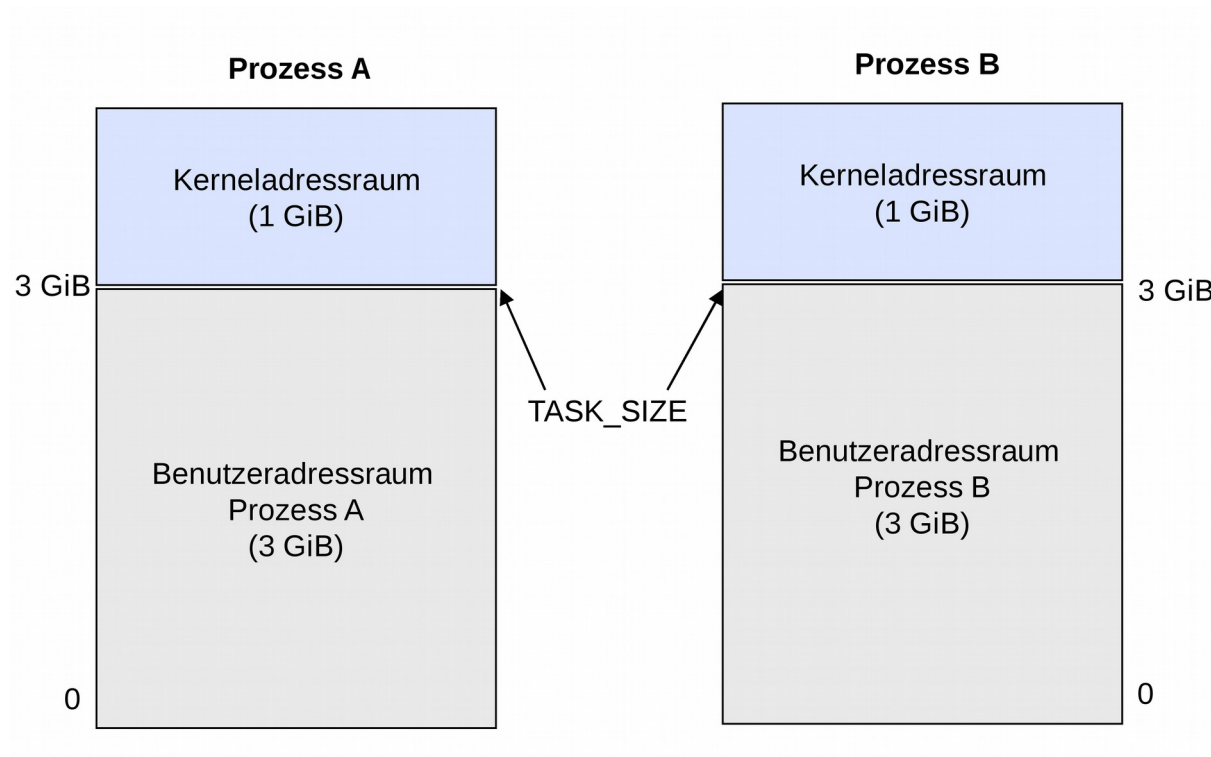 Prozess A
Kerneladressraum
(1 GiB)
3 GiB
Benutzeradressraum
Prozess A
(3 GiB)
0
TASK_SIZE
Prozess B
Kerneladressraum
(1 GiB)
3 GiB
Benutzeradressraum
Prozess B
(3 GiB)
0